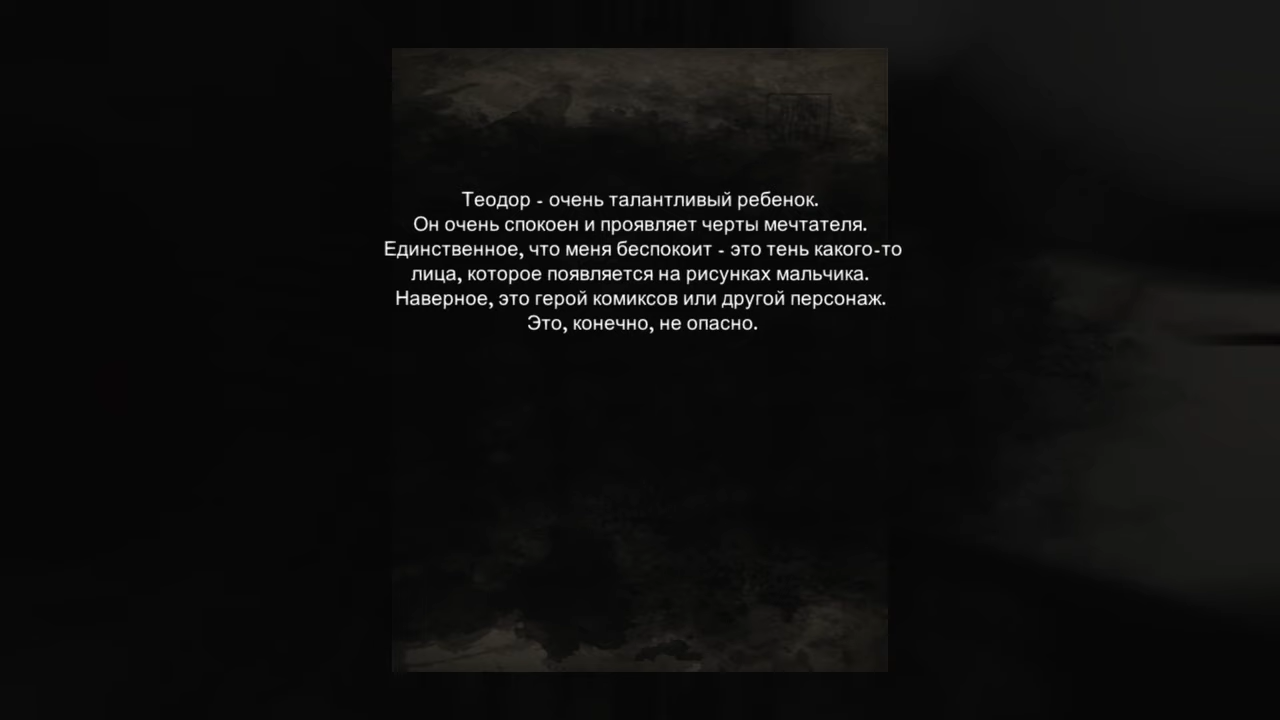 Теодор - очень талантливый ребенок.
Он очень спокоен и проявляет черты мечтателя.
Единственное, что меня беспокоит - это тень какого-то
лица, которое появляется на рисунках мальчика.
Наверное, это герой комиксов или другой персонаж.
Это, конечно, не опасно.